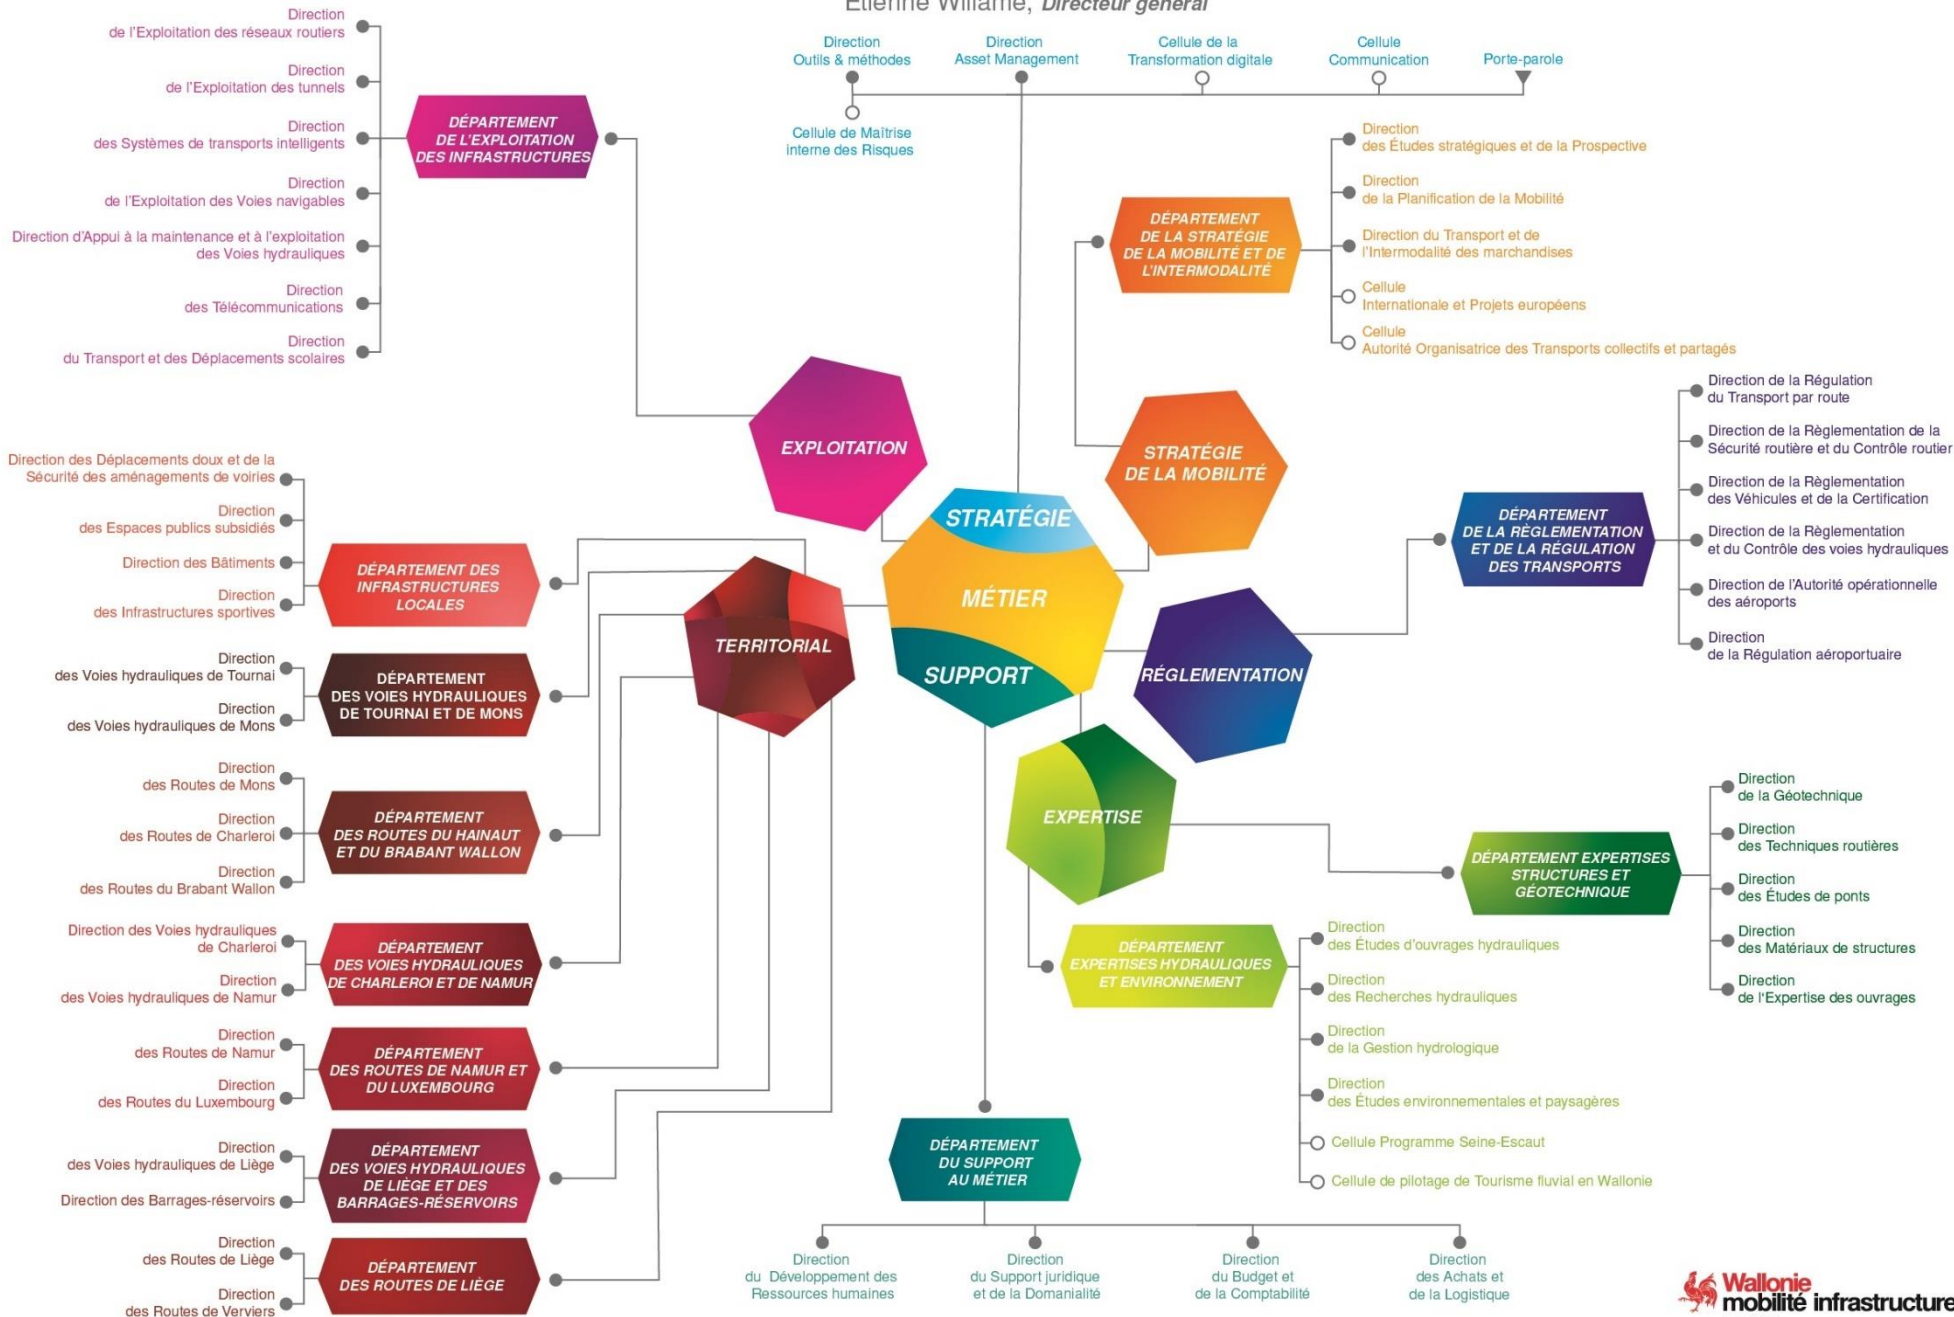 Etienne Willame, Directeur général
Direction
Outils & méthodes
Direction
Asset Management
Cellule de la
Transformation digitale
Cellule
Communication
Porte-parole
Cellule de Maîtrise
interne des Risques
Direction
de l'Exploitation des réseaux routiers
Direction
de l'Exploitation des tunnels
Direction
des Systèmes de transports intelligents
Direction
de l'Exploitation des Voies navigables
Direction d'Appui à la maintenance et à l'exploitation
des Voies hydrauliques
Direction
des Télécommunications
Direction
du Transport et des Déplacements scolaires
DÉPARTEMENT
DE L'EXPLOITATION
DES INFRASTRUCTURES
DÉPARTEMENT
DE LA STRATÉGIE
DE LA MOBILITÉ ET DE
L'INTERMODALITÉ
Direction
des Études stratégiques et de la Prospective
Direction
de la Planification de la Mobilité
Direction du Transport et de
l'Intermodalité des marchandises
Cellule
Internationale et Projets européens
Cellule
Autorité Organisatrice des Transports collectifs et partagés
EXPLOITATION
STRATÉGIE
DE LA MOBILITÉ
STRATÉGIE
MÉTIER
SUPPORT
TERRITORIAL
RÉGLEMENTATION
EXPERTISE
DÉPARTEMENT
DE LA RÈGLEMENTATION
ET DE LA RÉGULATION
DES TRANSPORTS
Direction de la Régulation
du Transport par route
Direction de la Règlementation de la
Sécurité routière et du Contrôle routier
Direction de la Règlementation
des Véhicules et de la Certification
Direction de la Règlementation
et du Contrôle des voies hydrauliques
Direction de l'Autorité opérationnelle
des aéroports
Direction
de la Régulation aéroportuaire
Direction des Déplacements doux et de la
Sécurité des aménagements de voiries
Direction
des Espaces publics subsidiés
Direction des Bâtiments
Direction
des Infrastructures sportives
DÉPARTEMENT DES
INFRASTRUCTURES
LOCALES
Direction
des Voies hydrauliques de Tournai
Direction
des Voies hydrauliques de Mons
DÉPARTEMENT
DES VOIES HYDRAULIQUES
DE TOURNAI ET DE MONS
Direction
des Routes de Mons
Direction
des Routes de Charleroi
Direction
des Routes du Brabant Wallon
DÉPARTEMENT
DES ROUTES DU HAINAUT
ET DU BRABANT WALLON
Direction des Voies hydrauliques
de Charleroi
Direction
des Voies hydrauliques de Namur
DÉPARTEMENT
DES VOIES HYDRAULIQUES
DE CHARLEROI ET DE NAMUR
Direction
des Routes de Namur
Direction
des Routes du Luxembourg
DÉPARTEMENT
DES ROUTES DE NAMUR ET
DU LUXEMBOURG
Direction
des Voies hydrauliques de Liège
Direction des Barrages-réservoirs
DÉPARTEMENT
DES VOIES HYDRAULIQUES
DE LIÈGE ET DES
BARRAGES-RÉSERVOIRS
Direction
des Routes de Liège
Direction
des Routes de Verviers
DÉPARTEMENT
DES ROUTES DE LIÈGE
DÉPARTEMENT EXPERTISES
STRUCTURES ET
GÉOTECHNIQUE
Direction
de la Géotechnique
Direction
des Techniques routières
Direction
des Études de ponts
Direction
des Matériaux de structures
Direction
de l'Expertise des ouvrages
DÉPARTEMENT
EXPERTISES HYDRAULIQUES
ET ENVIRONNEMENT
Direction
des Études d'ouvrages hydrauliques
Direction
des Recherches hydrauliques
Direction
de la Gestion hydrologique
Direction
des Études environnementales et paysagères
Cellule Programme Seine-Escaut
Cellule de pilotage de Tourisme fluvial en Wallonie
DÉPARTEMENT
DU SUPPORT
AU MÉTIER
Direction
du Développement des
Ressources humaines
Direction
du Support juridique
et de la Domanialité
Direction
du Budget et
de la Comptabilité
Direction
des Achats et
de la Logistique
Wallonie
mobilité infrastructures